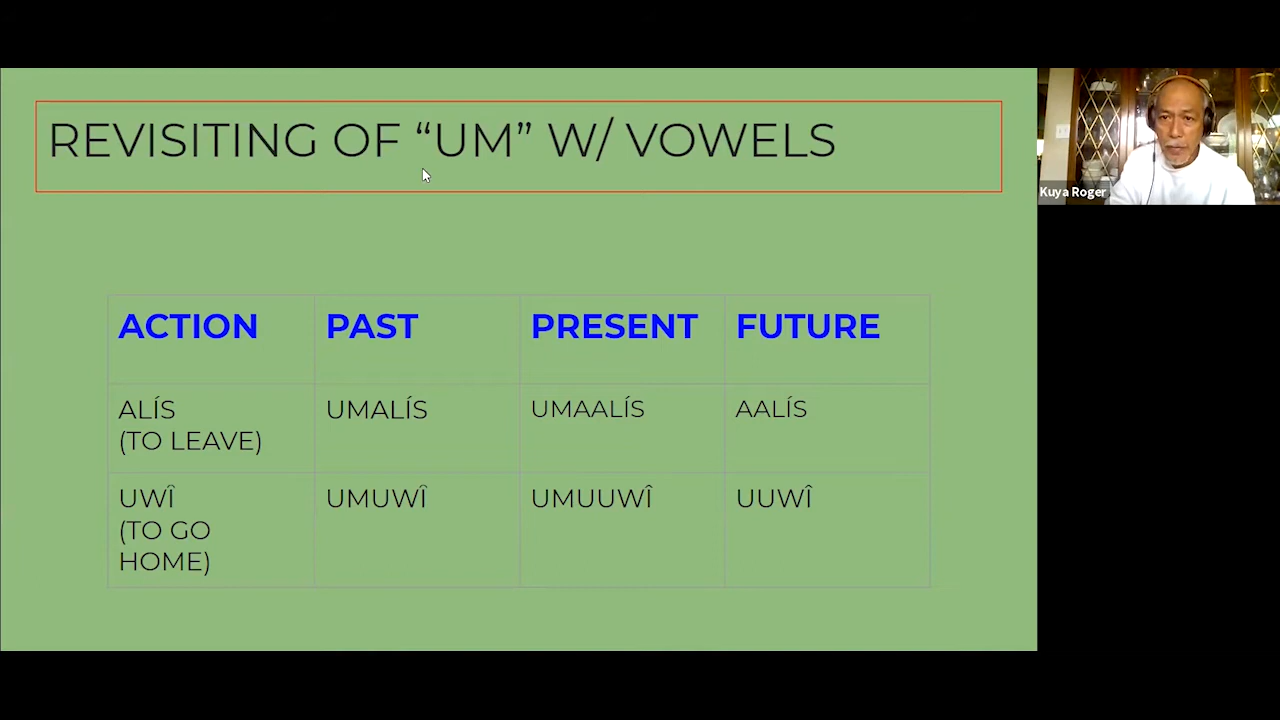 REVISITING OF “UM” W/ VOWELS
Kuya Roger
ACTION PAST PRESENT FUTURE
ALÍS UMALÍS UMAALÍS AALÍS
(TO LEAVE)
UWÎ UMUWÎ UMUUWÎ UUWÎ
(TO GO
HOME)